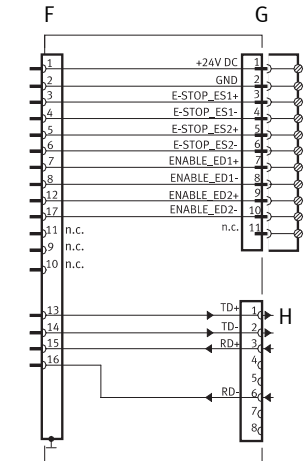 F G
1 +24V DC 1
2 GND 2
3 E-STOP_ES1+ 3
4 E-STOP_ES1- 4
5 E-STOP_ES2+ 5
6 E-STOP_ES2- 6
7 ENABLE_ED1+ 7
8 ENABLE_ED1- 8
12 ENABLE_ED2+ 9
17 ENABLE_ED2- 10
11 n.c. n.c. 11
9 n.c.
10 n.c.
13 TD+ 1 H
14 TD- 2
15 RD+ 3
16 4
5
RD- 6
7
8